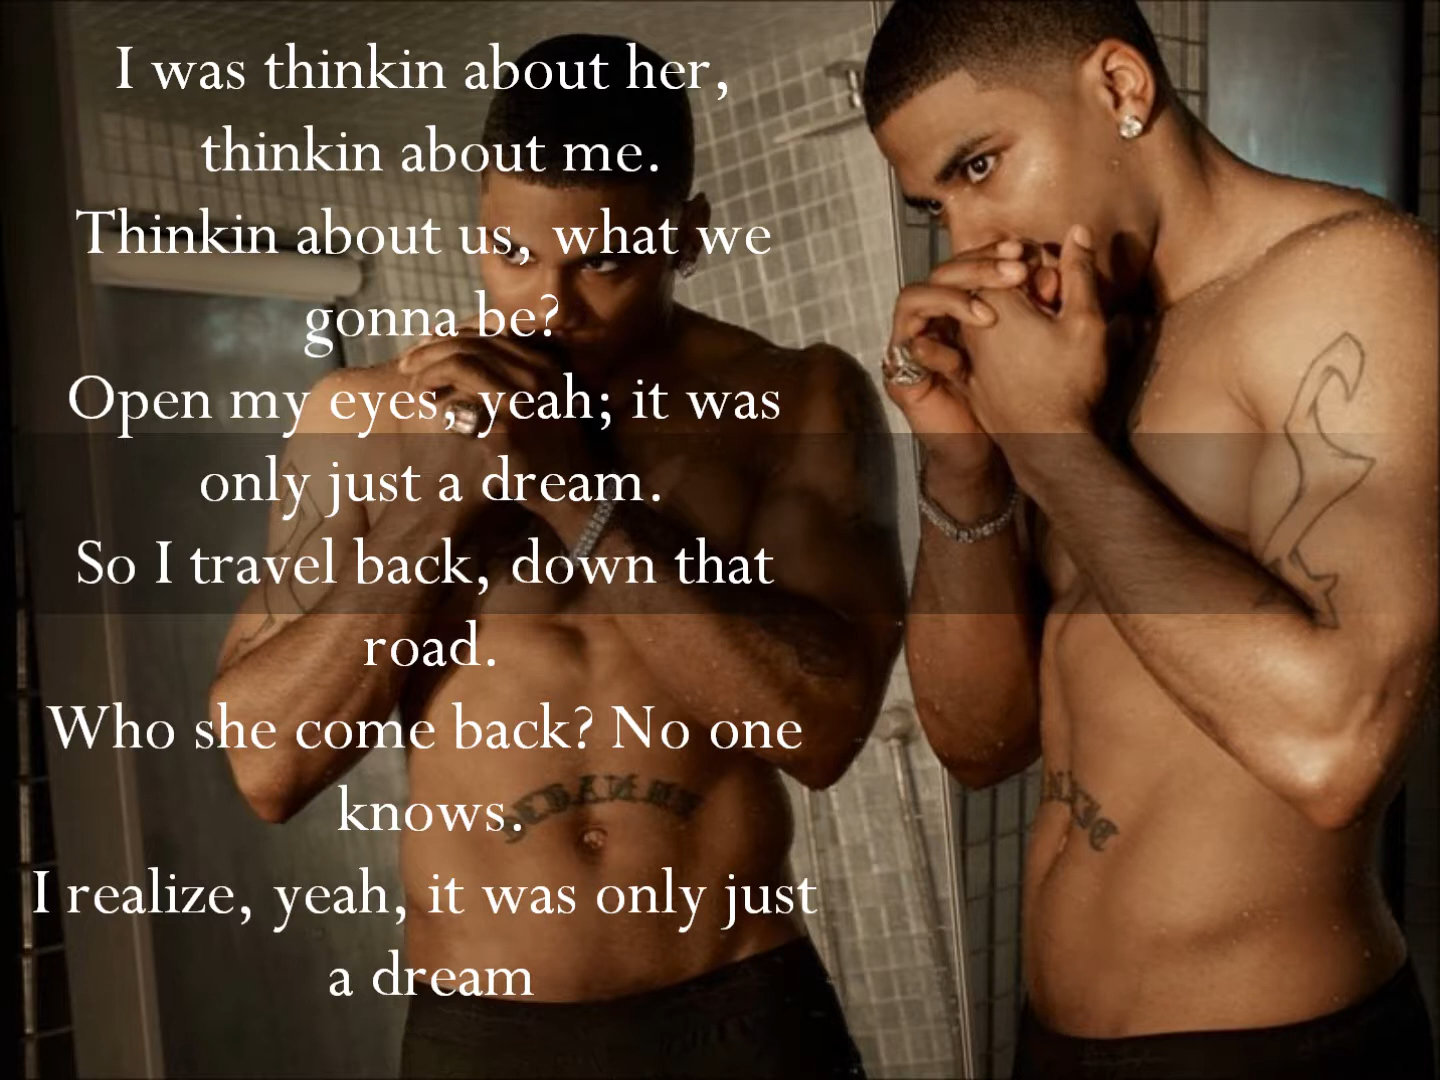 I was thinkin about her,
thinkin about me.
Thinkin about us, what we
gonna be?
Open my eyes, yeah; it was
only just a dream.
So I travel back, down that
road.
Who she come back? No one
knows.
I realize, yeah, it was only just
a dream